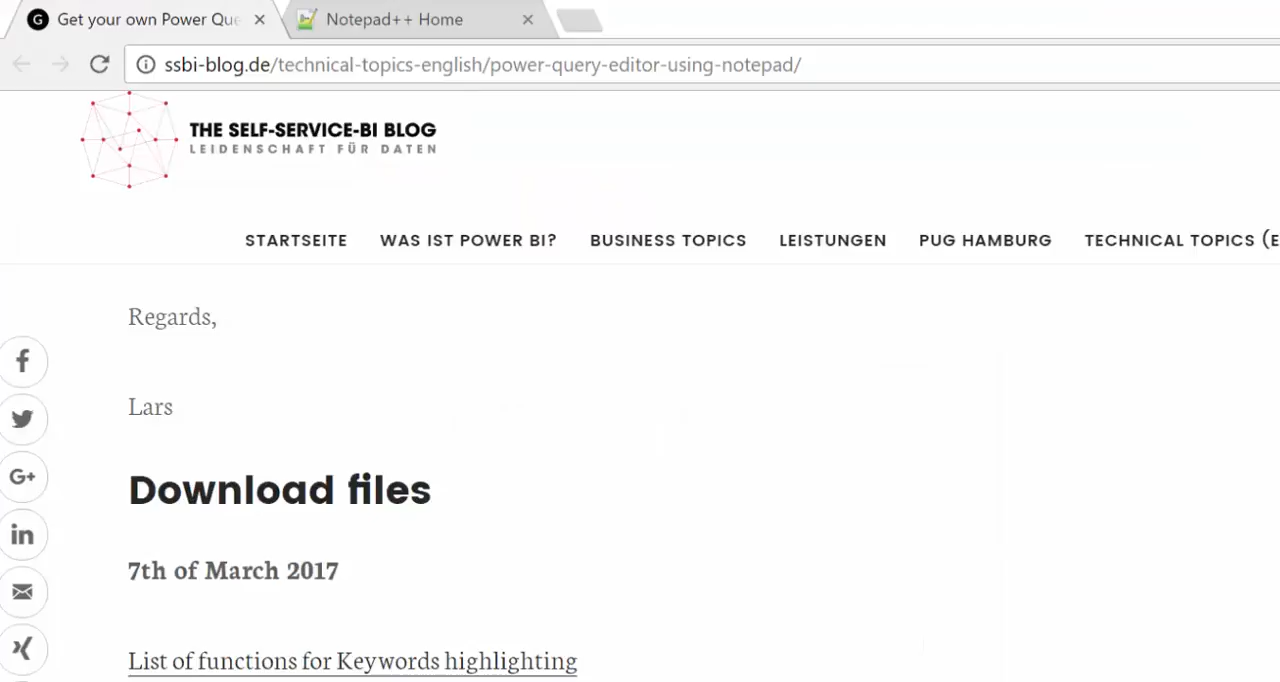 Get your own Power Que
Notepad++ Home
ssbi-blog.de/technical-topics-english/power-query-editor-using-notepad/
THE SELF-SERVICE-BI BLOG
LEIDENSCHAFT FÜR DATEN
STARTSEITE WAS IST POWER BI? BUSINESS TOPICS LEISTUNGEN PUG HAMBURG TECHNICAL TOPICS (E
Regards,
Lars
Download files
7th of March 2017
List of functions for Keywords highlighting